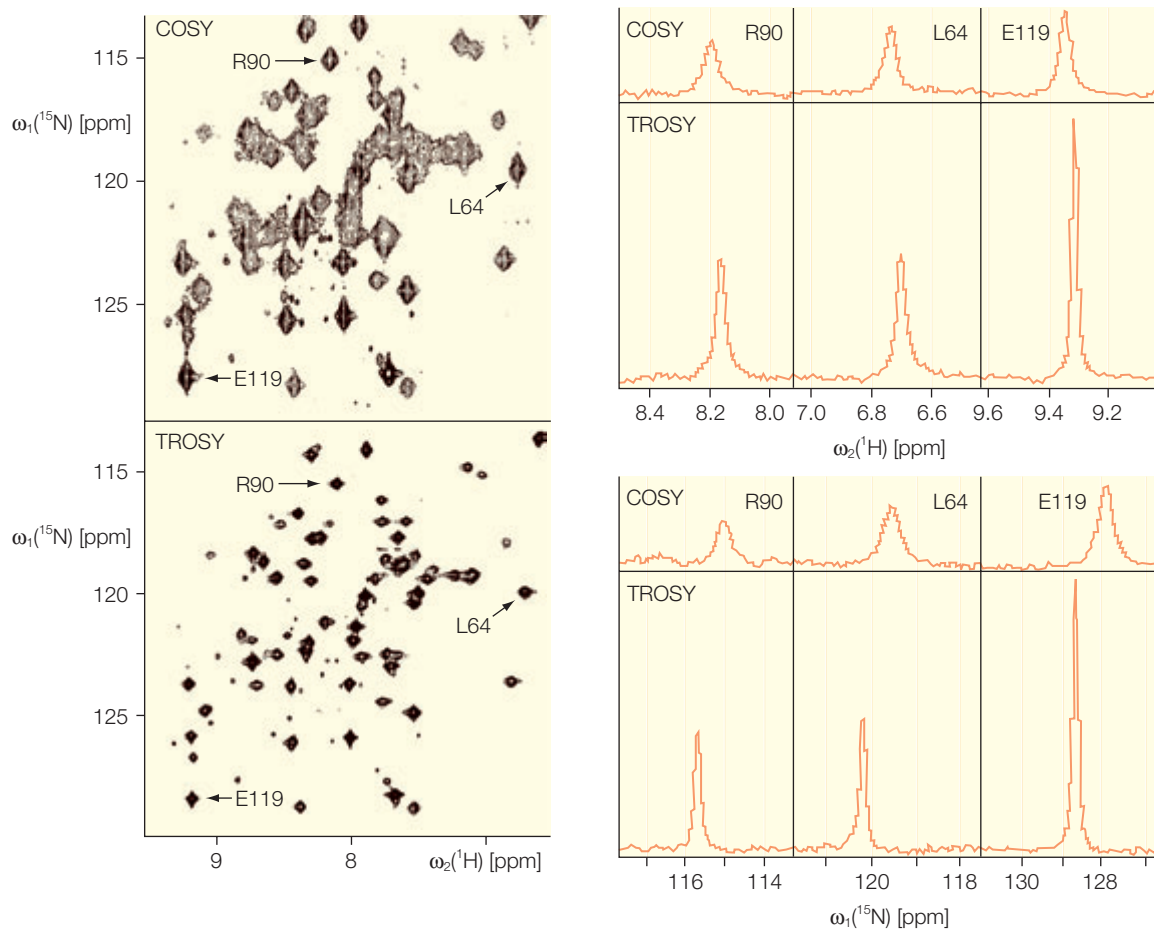 COSY
R90
115
ω₁(¹⁵N) [ppm]
120
L64
125
E119
TROSY
R90
115
ω₁(¹⁵N) [ppm]
120
L64
125
E119
9 8 ω₂(¹H) [ppm]
COSY R90 L64 E119
TROSY
8.4 8.2 8.0 7.0 6.8 6.6 9.6 9.4 9.2
ω₂(¹H) [ppm]
COSY R90 L64 E119
TROSY
116 114 120 118 130 128
ω₁(¹⁵N) [ppm]